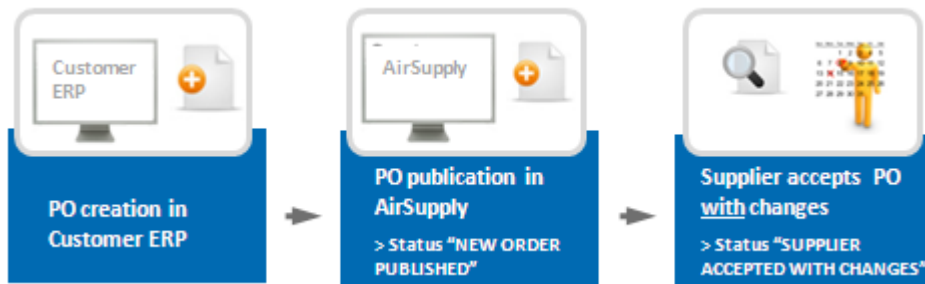 Customer
ERP
AirSupply
PO creation in
Customer ERP
PO publication in
AirSupply
> Status "NEW ORDER
PUBLISHED"
Supplier accepts PO
with changes
> Status "SUPPLIER
ACCEPTED WITH CHANGES"